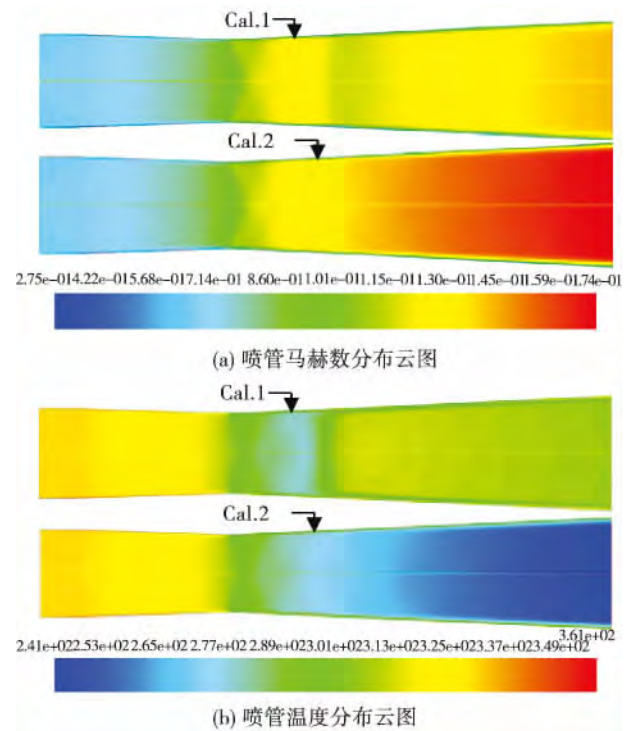 Cal.1
Cal.2
2.75e-014.22e-015.68e-017.14e-01 8.60e-011.01e-011.15e-011.30e-011.45e-011.59e-011.74e-01
(a) 喷管马赫数分布云图
Cal.1
Cal.2
3.61e+02
2.41e+022.53e+022.65e+02 2.77e+02 2.89e+023.01e+023.13e+023.25e+023.37e+023.49e+02
(b) 喷管温度分布云图